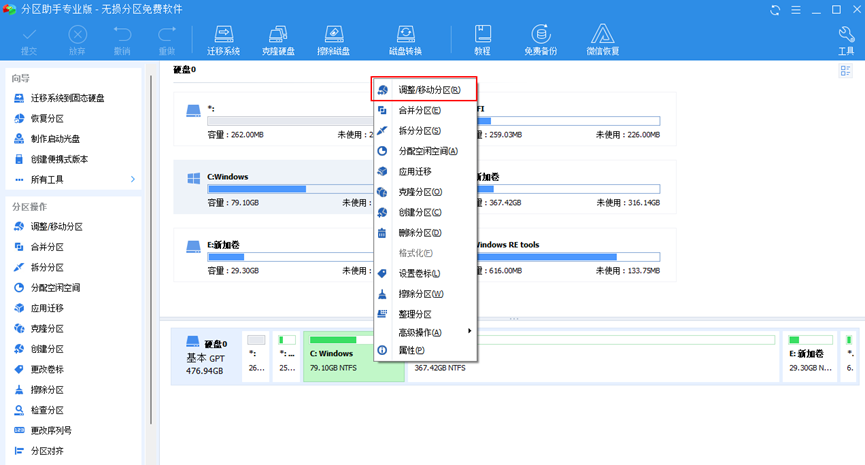 分区助手专业版 - 无损分区免费软件
提交 放弃 撤销 重做 迁移系统 克隆硬盘 擦除磁盘 磁盘转换 教程 免费备份 微信恢复 工具
向导
迁移系统到固态硬盘
恢复分区
制作启动光盘
创建便携式版本
所有工具
分区操作
调整/移动分区
合并分区
拆分分区
分配空闲空间
应用迁移
克隆分区
创建分区
更改卷标
擦除分区
检查分区
更改序列号
分区对齐
硬盘0
*:
容量 : 262.00MB 未使用 : 2
FI
量 : 259.03MB 未使用 : 226.00MB
C:Windows
容量 : 79.10GB 未使用 :
新加卷
量 : 367.42GB 未使用 : 316.14GB
E:新加卷
容量 : 29.30GB 未使用 :
Windows RE tools
量 : 616.00MB 未使用 : 133.75MB
调整/移动分区(R)
合并分区(E)
拆分分区(S)
分配空闲空间(A)
应用迁移
克隆分区(O)
创建分区(C)
删除分区(D)
格式化(F)
设置卷标(L)
擦除分区(W)
整理分区
高级操作(A)
属性(P)
硬盘0
基本 GPT
476.94GB
*:
26...
*: ...
25...
C: Windows
79.10GB NTFS
367.42GB NTFS
E: 新加卷
29.30GB N...
*:
6.